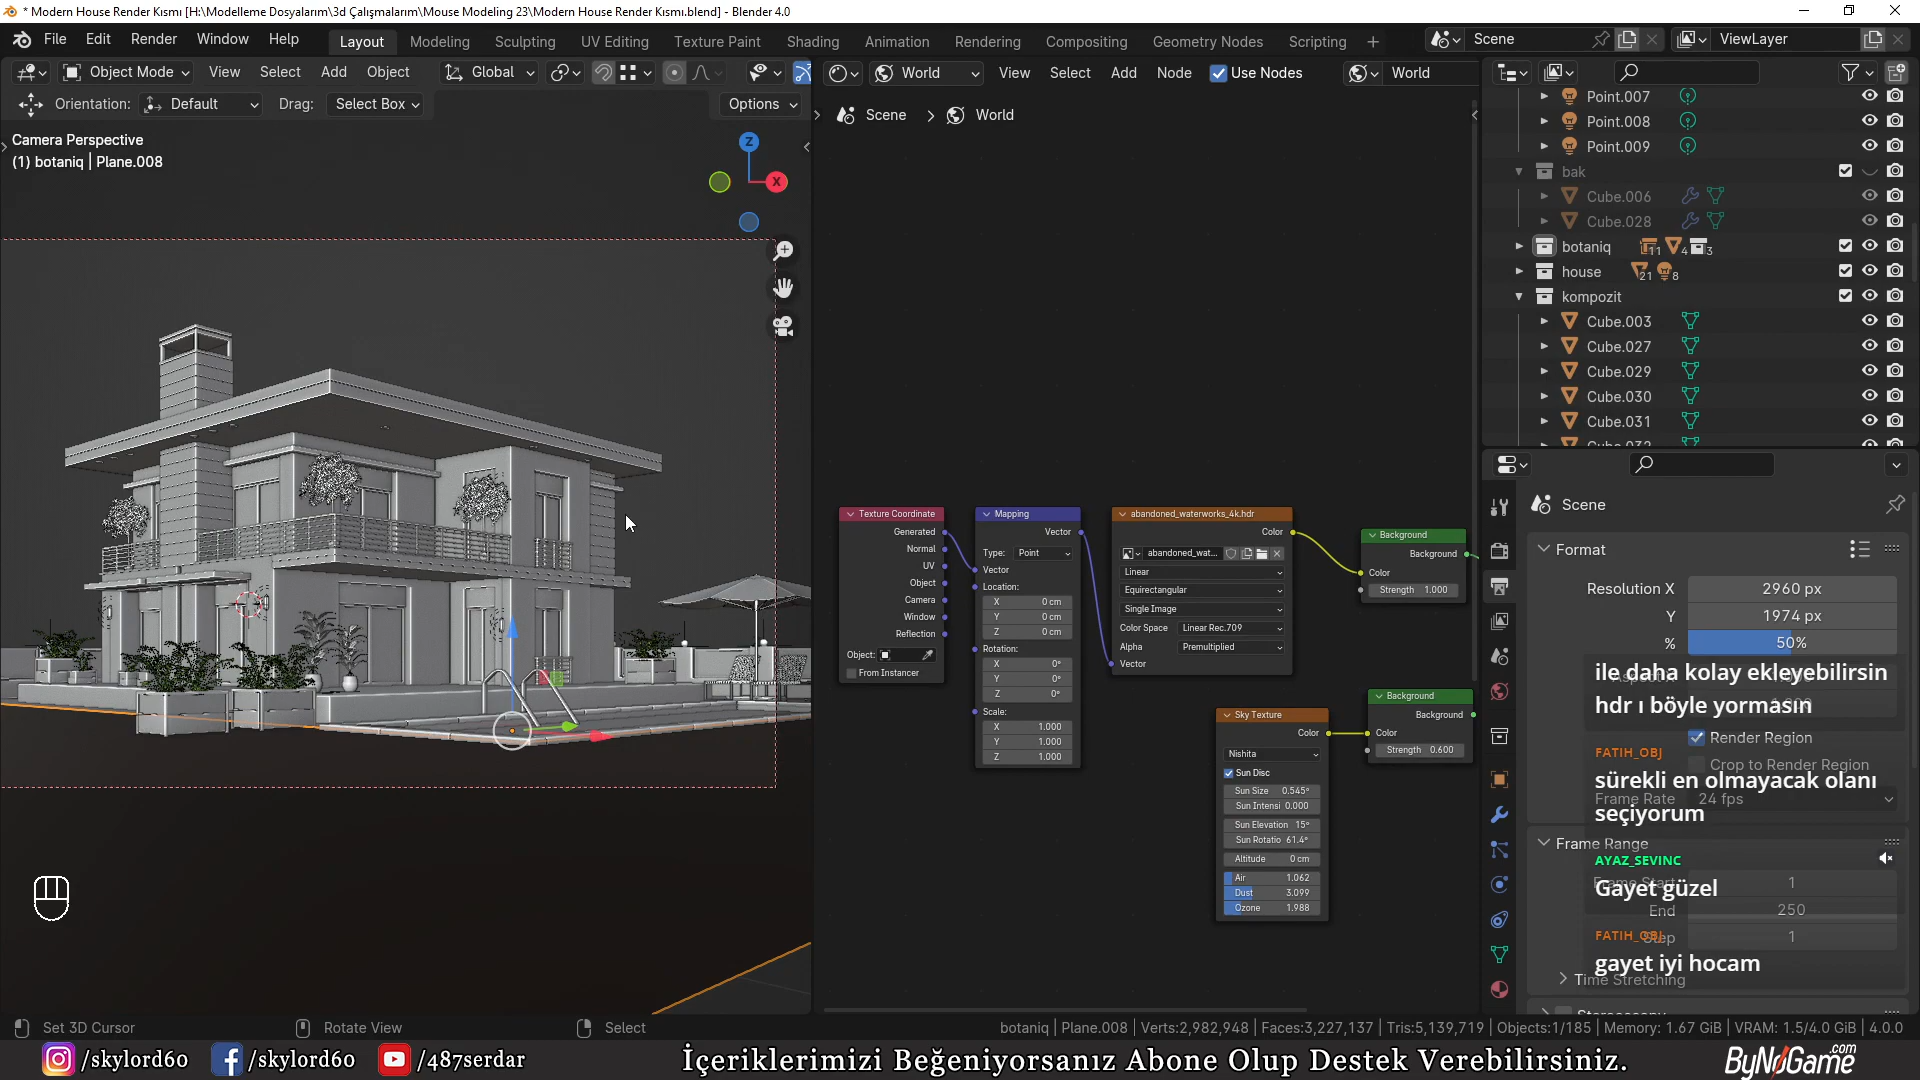 * Modern House Render Kısmı [H:\Modelleme Dosyalarım\3d Çalışmalarım\Mouse Modeling 23\Modern House Render Kısmı.blend] - Blender 4.0
File Edit Render Window Help Layout Modeling Sculpting UV Editing Texture Paint Shading Animation Rendering Compositing Geometry Nodes Scripting + Scene ViewLayer
Object Mode View Select Add Object Global World View Select Add Node Use Nodes World
Orientation: Default Drag: Select Box Options
Scene > World
Camera Perspective
(1) botaniq | Plane.008
Z
X
Point.007
Point.008
Point.009
bak
Cube.006
Cube.028
botaniq 11 4 3
house 21 8
kompozit
Cube.003
Cube.027
Cube.029
Cube.030
Cube.031
Texture Coordinate
Generated
Normal
UV
Object
Camera
Window
Reflection
Object:
From Instancer
Mapping
Vector
Type: Point
Vector
Location:
X 0 cm
Y 0 cm
Z 0 cm
Rotation:
X 0°
Y 0°
Z 0°
Scale:
X 1.000
Y 1.000
Z 1.000
abandoned_waterworks_4k.hdr
Color
abandoned_wat...
Linear
Equirectangular
Single Image
Color Space Linear Rec.709
Alpha Premultiplied
Vector
Background
Background
Color
Strength 1.000
Background
Background
Color
Strength 0.600
Sky Texture
Color
Nishita
Sun Disc
Sun Size 0.545°
Sun Intensi 0.000
Sun Elevation 15°
Sun Rotatio 61.4°
Altitude 0 cm
Air 1.062
Dust 3.099
Ozone 1.988
Scene
Format
Resolution X 2960 px
Y 1974 px
% 50%
ile daha kolay ekleyebilirsin
hdr ı böyle yormasın
Render Region
FATIH_OBJ
Crop to Render Region
sürekli en olmayacak olanı
Frame Rate 24 fps
seçiyorum
Frame Range
AYAZ_SEVINC
Frame Start 1
Gayet güzel
End 250
FATIH_OBJ
Step 1
gayet iyi hocam
Time Stretching
Set 3D Cursor Rotate View Select
botaniq | Plane.008 | Verts:2,982,948 | Faces:3,227,137 | Tris:5,139,719 | Objects:1/185 | Memory: 1.67 GiB | VRAM: 1.5/4.0 GiB | 4.0.0
/skylord60 /skylord60 /487serdar
İçeriklerimizi Beğeniyorsanız Abone Olup Destek Verebilirsiniz.
ByNoGame.com